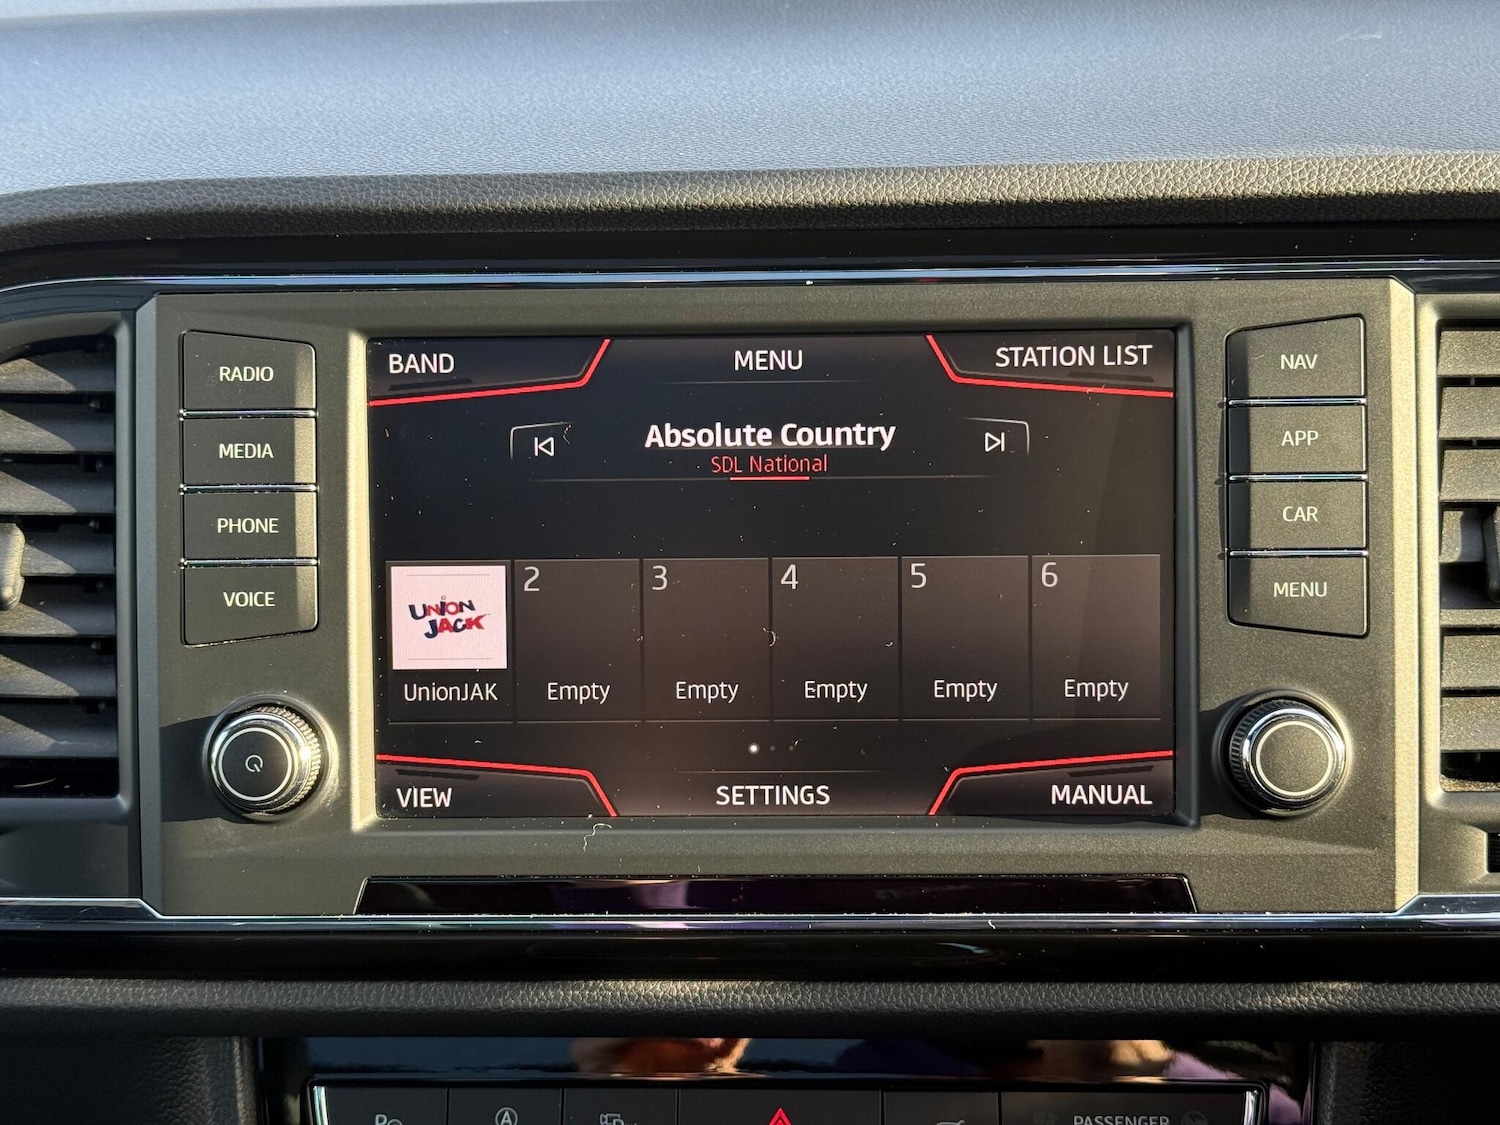 RADIO
MEDIA
PHONE
VOICE
BAND
MENU
STATION LIST
Absolute Country
SDL National
UNION
JACK
UnionJAK
2
Empty
3
Empty
4
Empty
5
Empty
6
Empty
VIEW
SETTINGS
MANUAL
NAV
APP
CAR
MENU
A
PASSENGER